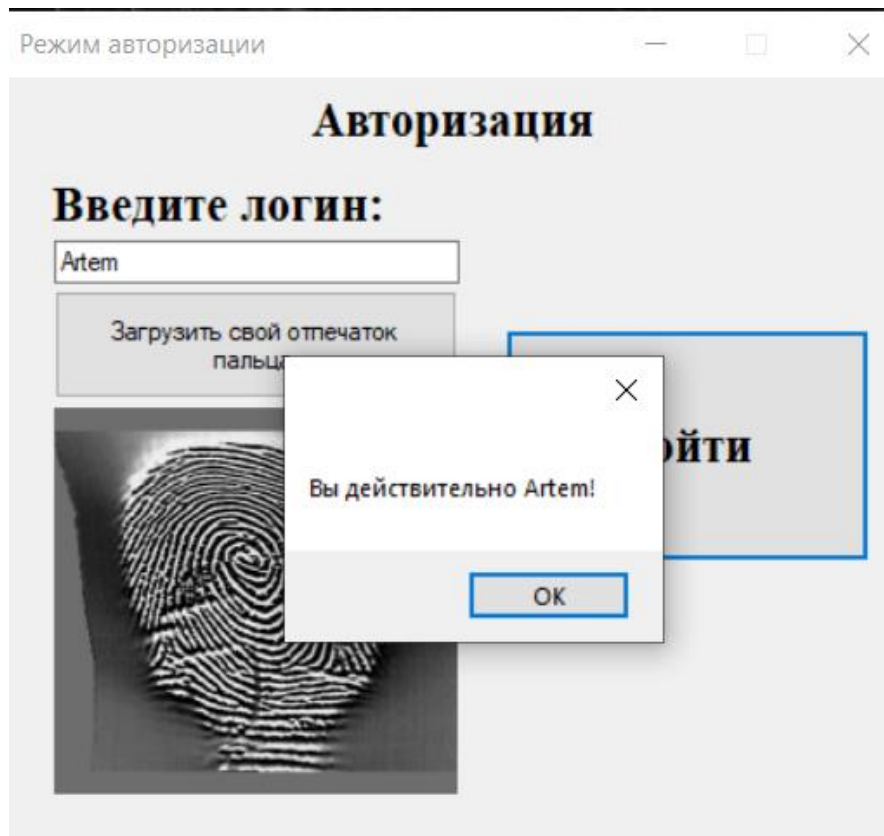 Режим авторизации
Авторизация
Введите логин:
Artem
Загрузить свой отпечаток
Вы действительно Artem!
OK